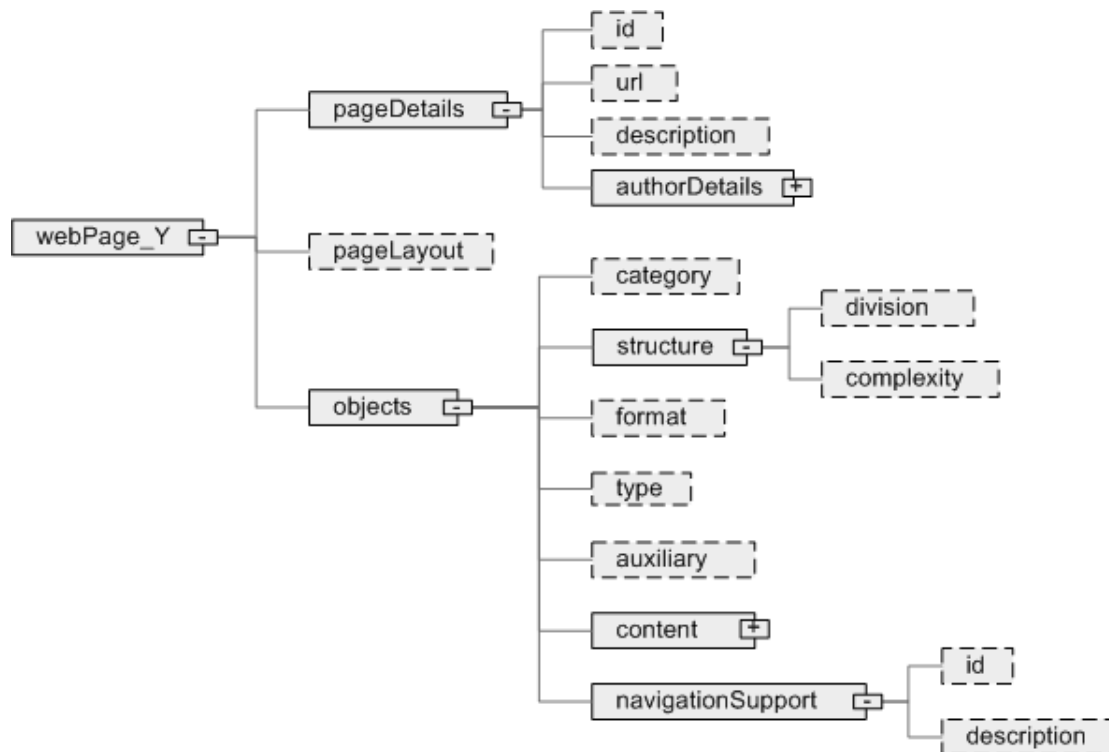 id
url
pageDetails
description
authorDetails
webPage_Y
pageLayout
category
division
structure
complexity
objects
format
type
auxiliary
content
id
navigationSupport
description